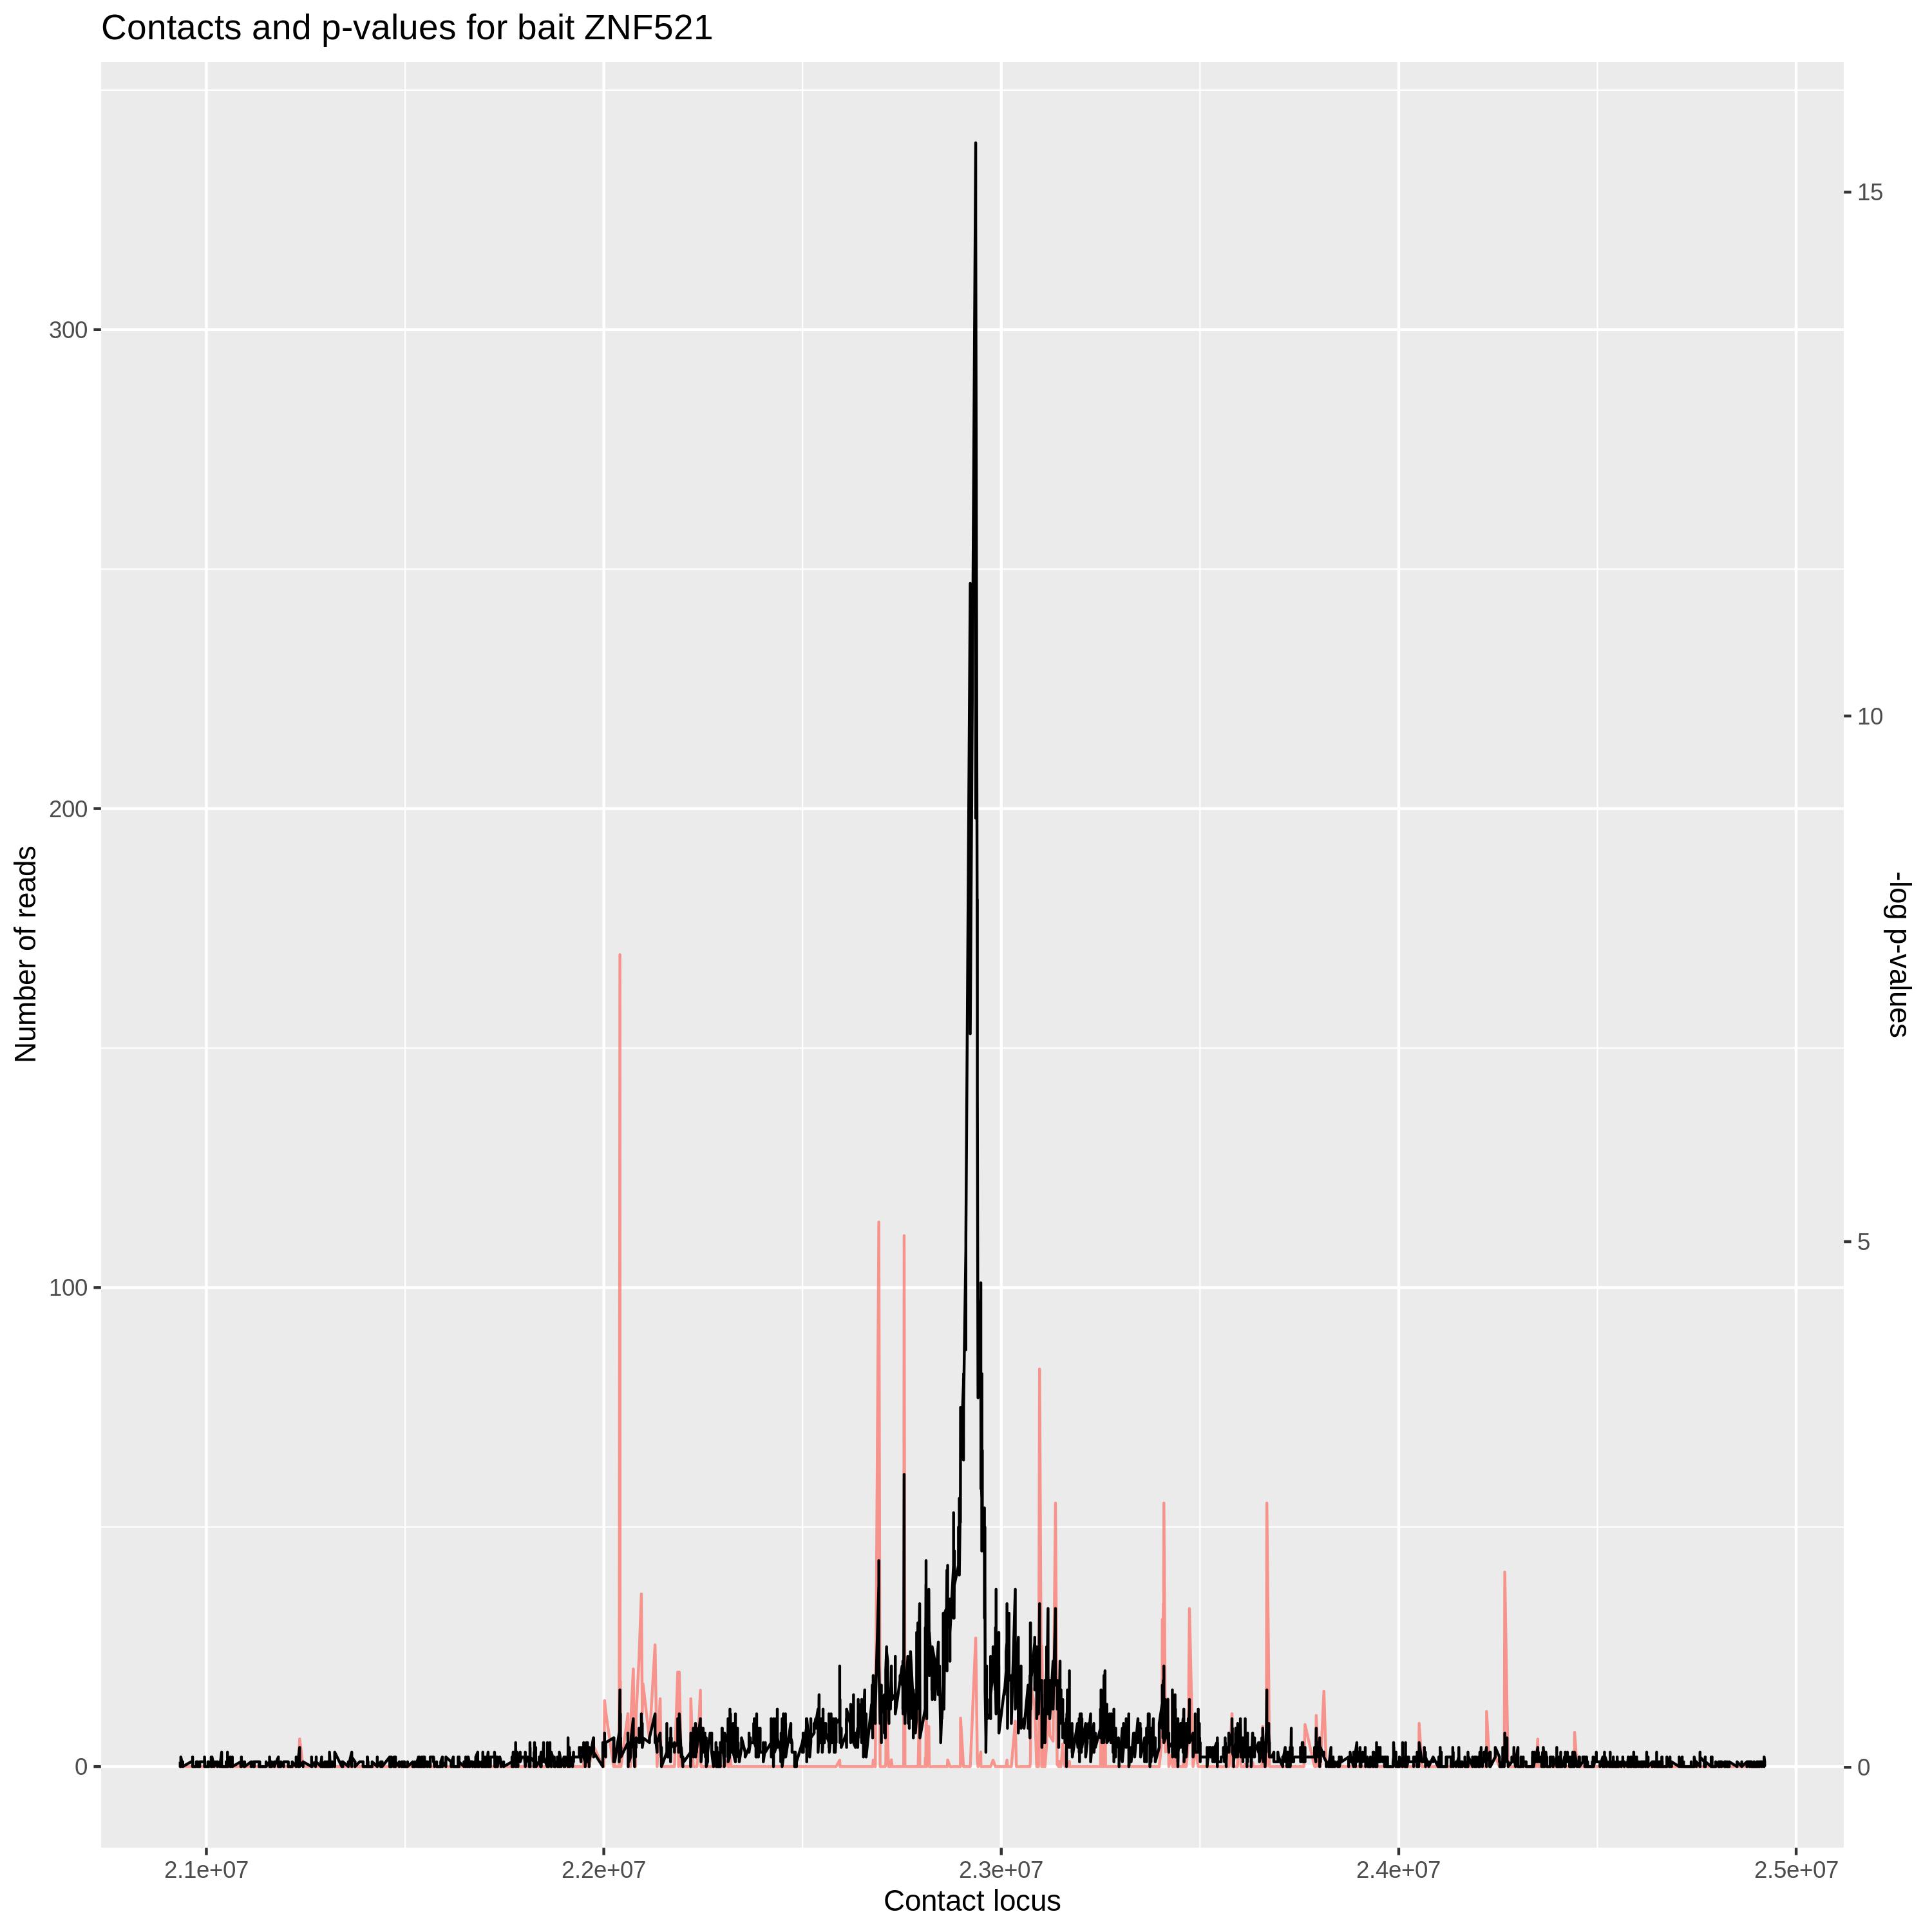 Contacts and p-values for bait ZNF521
Number of reads
300
200
100
0
15
10
5
0
-log p-values
2.1e+07
2.2e+07
2.3e+07
2.4e+07
2.5e+07
Contact locus